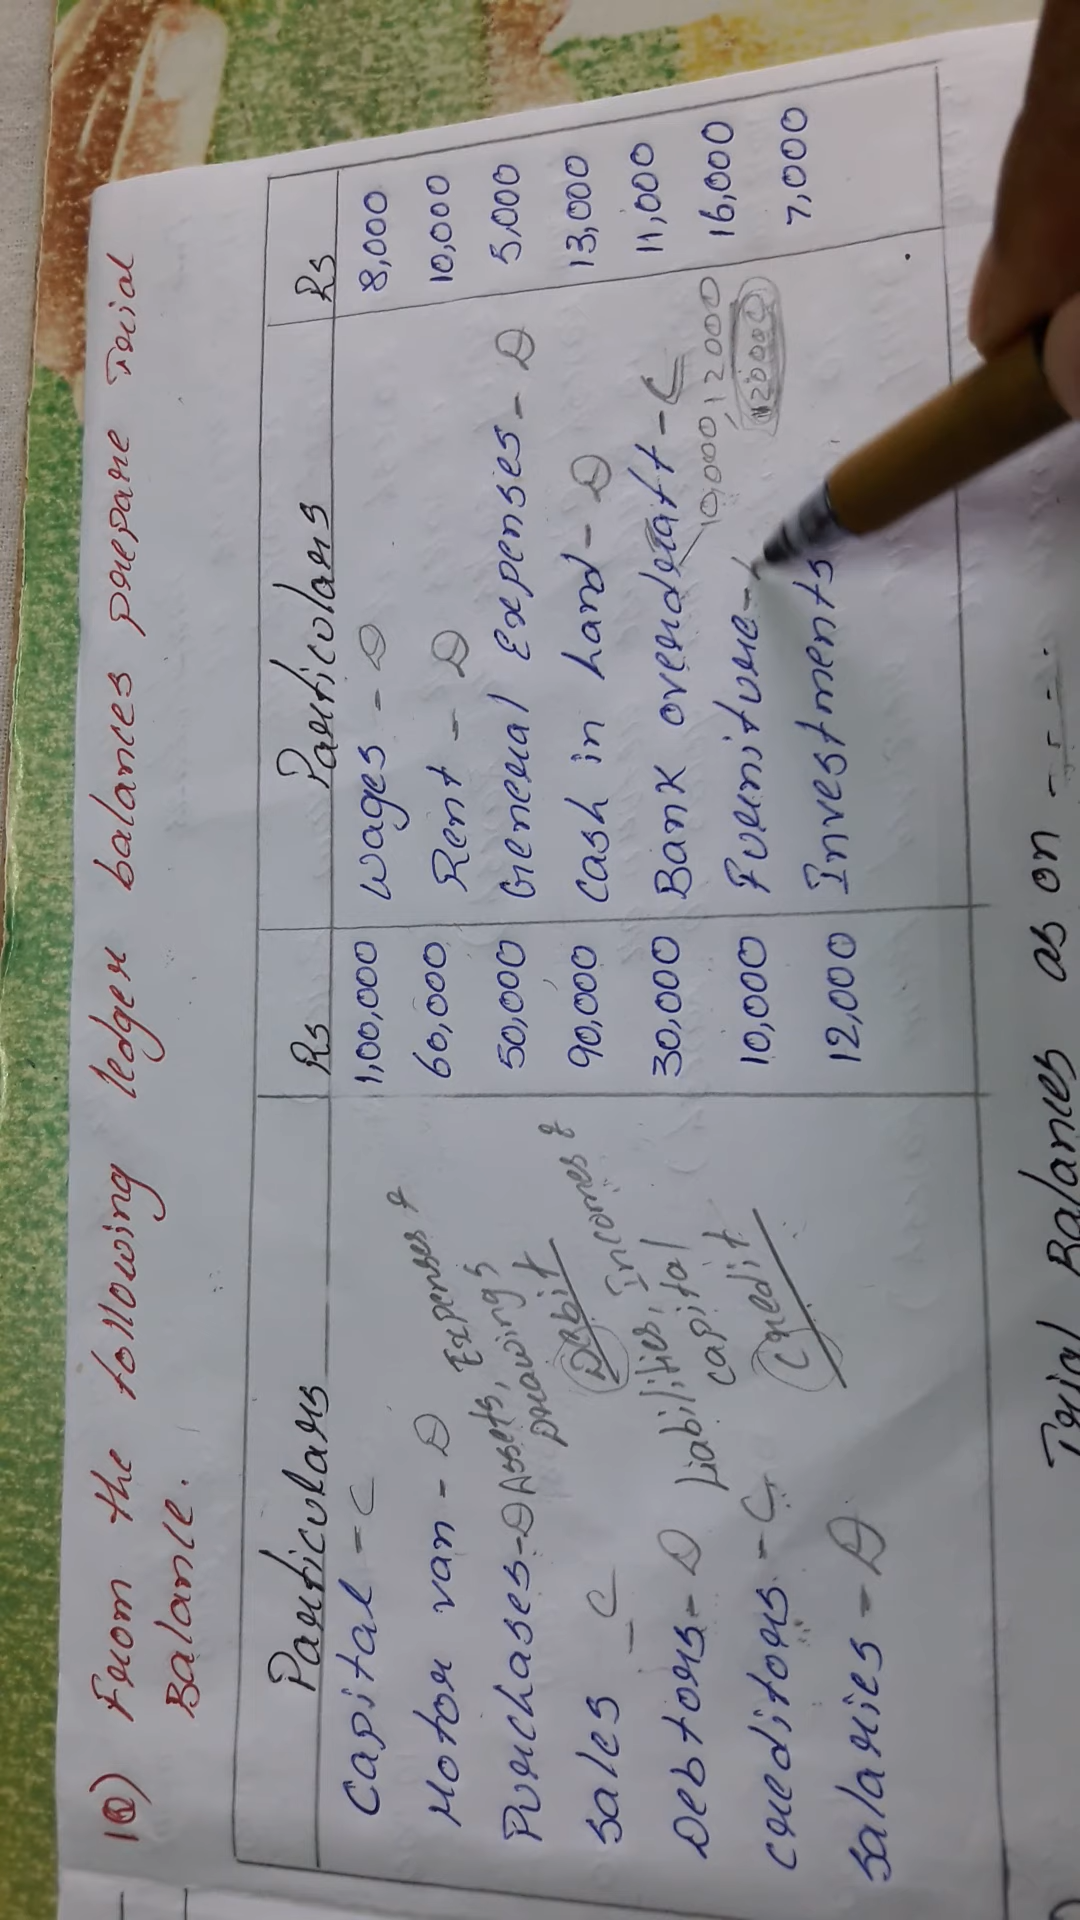 1Q) From the following ledger balances prepare Trial
Balance.
Particulars Rs Particulars Rs
Capital - C 1,00,000 Wages - D 8,000
Motor van - D 60,000 Rent - D 10,000
Purchases - D 50,000 General Expenses - D 5,000
Sales - C 90,000 Cash in hand - D 13,000
Debtors - D 30,000 Bank overdraft - C 11,000
Creditors - C 10,000 Furniture - 16,000
Salaries - D 12,000 Investments 7,000
Assets, Expenses &
Drawings
Debit
Liabilities, Incomes &
Capital
Credit
10,000, 12000
Trial Balances as on - - -